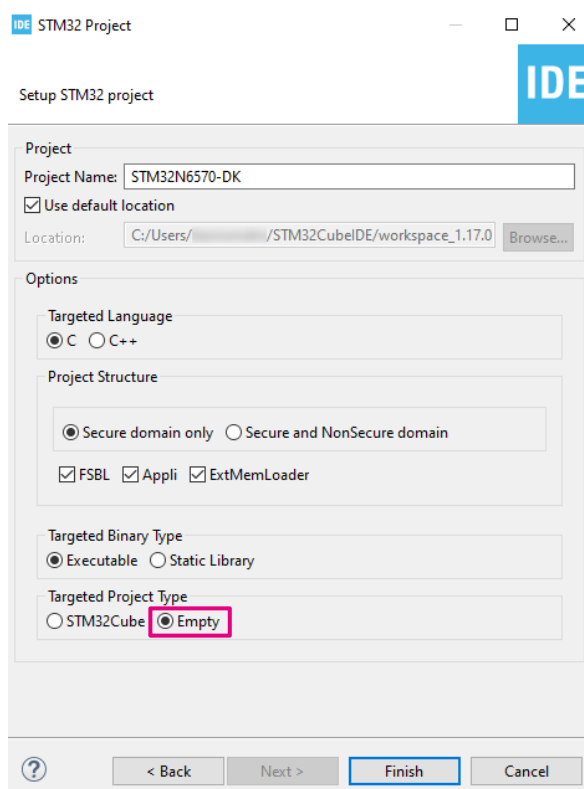 IDE STM32 Project
IDE
Setup STM32 project
Project
Project Name: STM32N6570-DK
Use default location
Location: C:/Users/ /STM32CubeIDE/workspace_1.17.0 Browse...
Options
Targeted Language
C C++
Project Structure
Secure domain only Secure and NonSecure domain
FSBL Appli ExtMemLoader
Targeted Binary Type
Executable Static Library
Targeted Project Type
STM32Cube Empty
? < Back Next > Finish Cancel